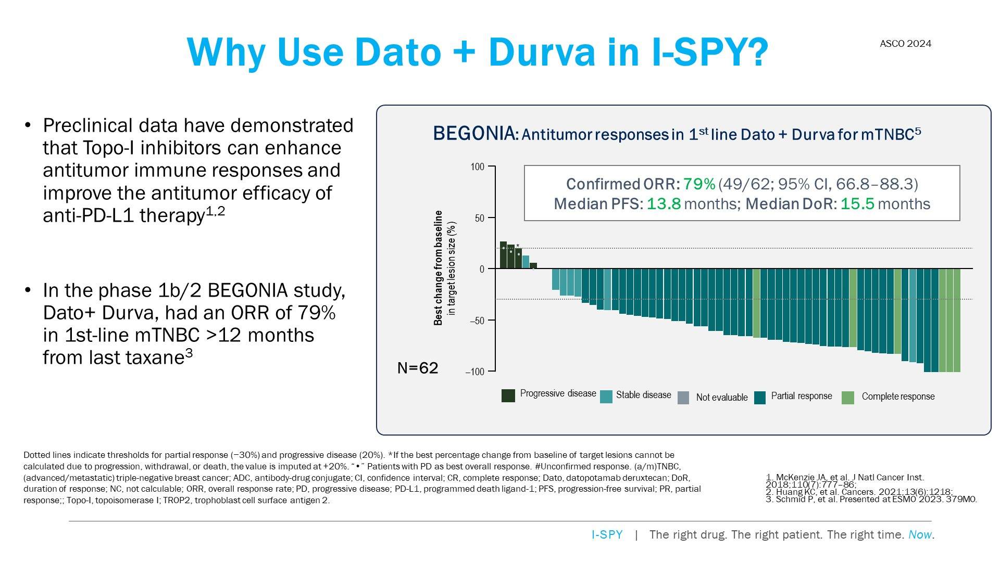 Why Use Dato + Durva in I-SPY?
ASCO 2024
• Preclinical data have demonstrated
that Topo-I inhibitors can enhance
antitumor immune responses and
improve the antitumor efficacy of
anti-PD-L1 therapy1,2
• In the phase 1b/2 BEGONIA study,
Dato+ Durva, had an ORR of 79%
in 1st-line mTNBC >12 months
from last taxane3
BEGONIA: Antitumor responses in 1st line Dato + Durva for mTNBC5
Confirmed ORR: 79% (49/62; 95% CI, 66.8–88.3)
Median PFS: 13.8 months; Median DoR: 15.5 months
Best change from baseline
in target lesion size (%)
100
50
0
–50
–100
*
N=62
Progressive disease
Stable disease
Not evaluable
Partial response
Complete response
Dotted lines indicate thresholds for partial response (−30%) and progressive disease (20%). *If the best percentage change from baseline of target lesions cannot be
calculated due to progression, withdrawal, or death, the value is imputed at +20%. “•” Patients with PD as best overall response. #Unconfirmed response. (a/m)TNBC,
(advanced/metastatic) triple-negative breast cancer; ADC, antibody-drug conjugate; CI, confidence interval; CR, complete response; Dato, datopotamab deruxtecan; DoR,
duration of response; NC, not calculable; ORR, overall response rate; PD, progressive disease; PD-L1, programmed death ligand-1; PFS, progression-free survival; PR, partial
response;; Topo-I, topoisomerase I; TROP2, trophoblast cell surface antigen 2.
1. McKenzie JA, et al. J Natl Cancer Inst.
2018;110(7):777–86;
2. Huang KC, et al. Cancers. 2021;13(6):1218;
3. Schmid P, et al. Presented at ESMO 2023. 379MO.
I-SPY | The right drug. The right patient. The right time. Now.